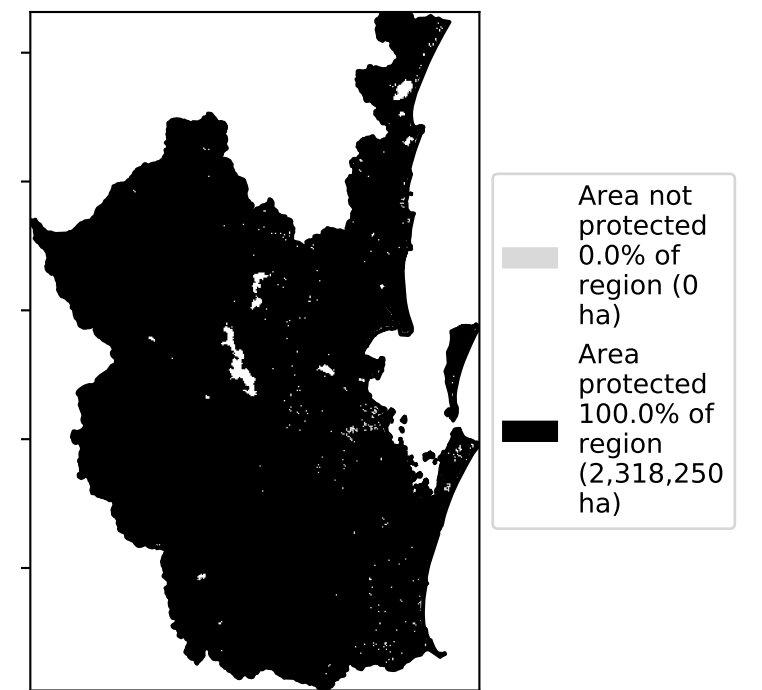 Area not
protected
0.0% of
region (0
ha)
Area
protected
100.0% of
region
(2,318,250
ha)